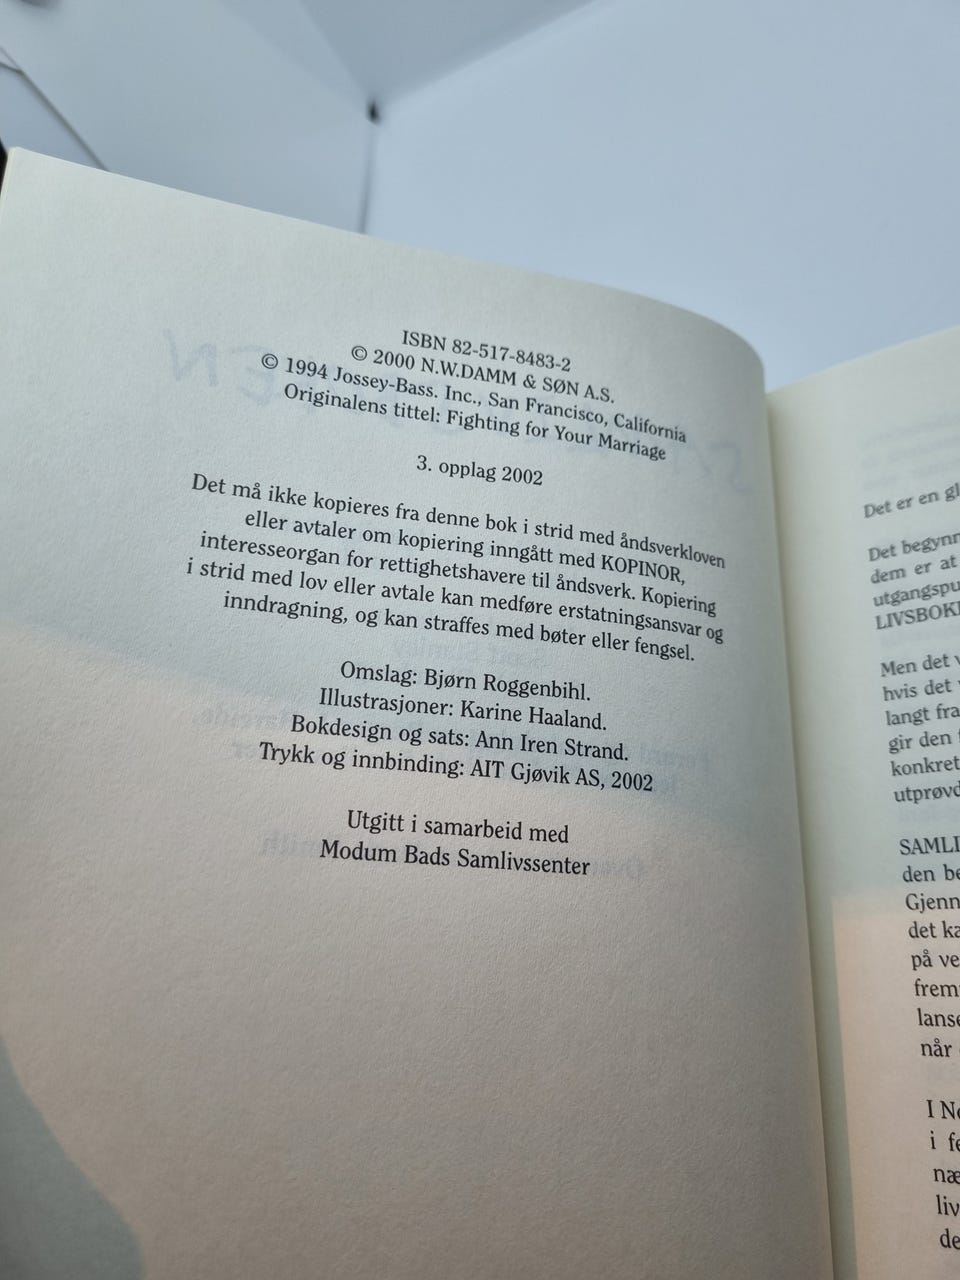 ISBN 82-517-8483-2
© 2000 N.W.DAMM & SØN A.S.
© 1994 Jossey-Bass. Inc., San Francisco, California
Originalens tittel: Fighting for Your Marriage
3. opplag 2002
Det må ikke kopieres fra denne bok i strid med åndsverkloven
eller avtaler om kopiering inngått med KOPINOR,
interesseorgan for rettighetshavere til åndsverk. Kopiering
i strid med lov eller avtale kan medføre erstatningsansvar og
inndragning, og kan straffes med bøter eller fengsel.
Omslag: Bjørn Roggenbihl.
Illustrasjoner: Karine Haaland.
Bokdesign og sats: Ann Iren Strand.
Trykk og innbinding: AIT Gjøvik AS, 2002
Utgitt i samarbeid med
Modum Bads Samlivssenter
Det er en gl
Det begynn
dem er at
utgangspu
LIVSBOK
Men det v
hvis det
langt fra
gir den
konkret
utprøvd
SAMLI
den be
Gjenn
det ka
på ve
frem
lanse
når
I No
i fe
næ
liv
de